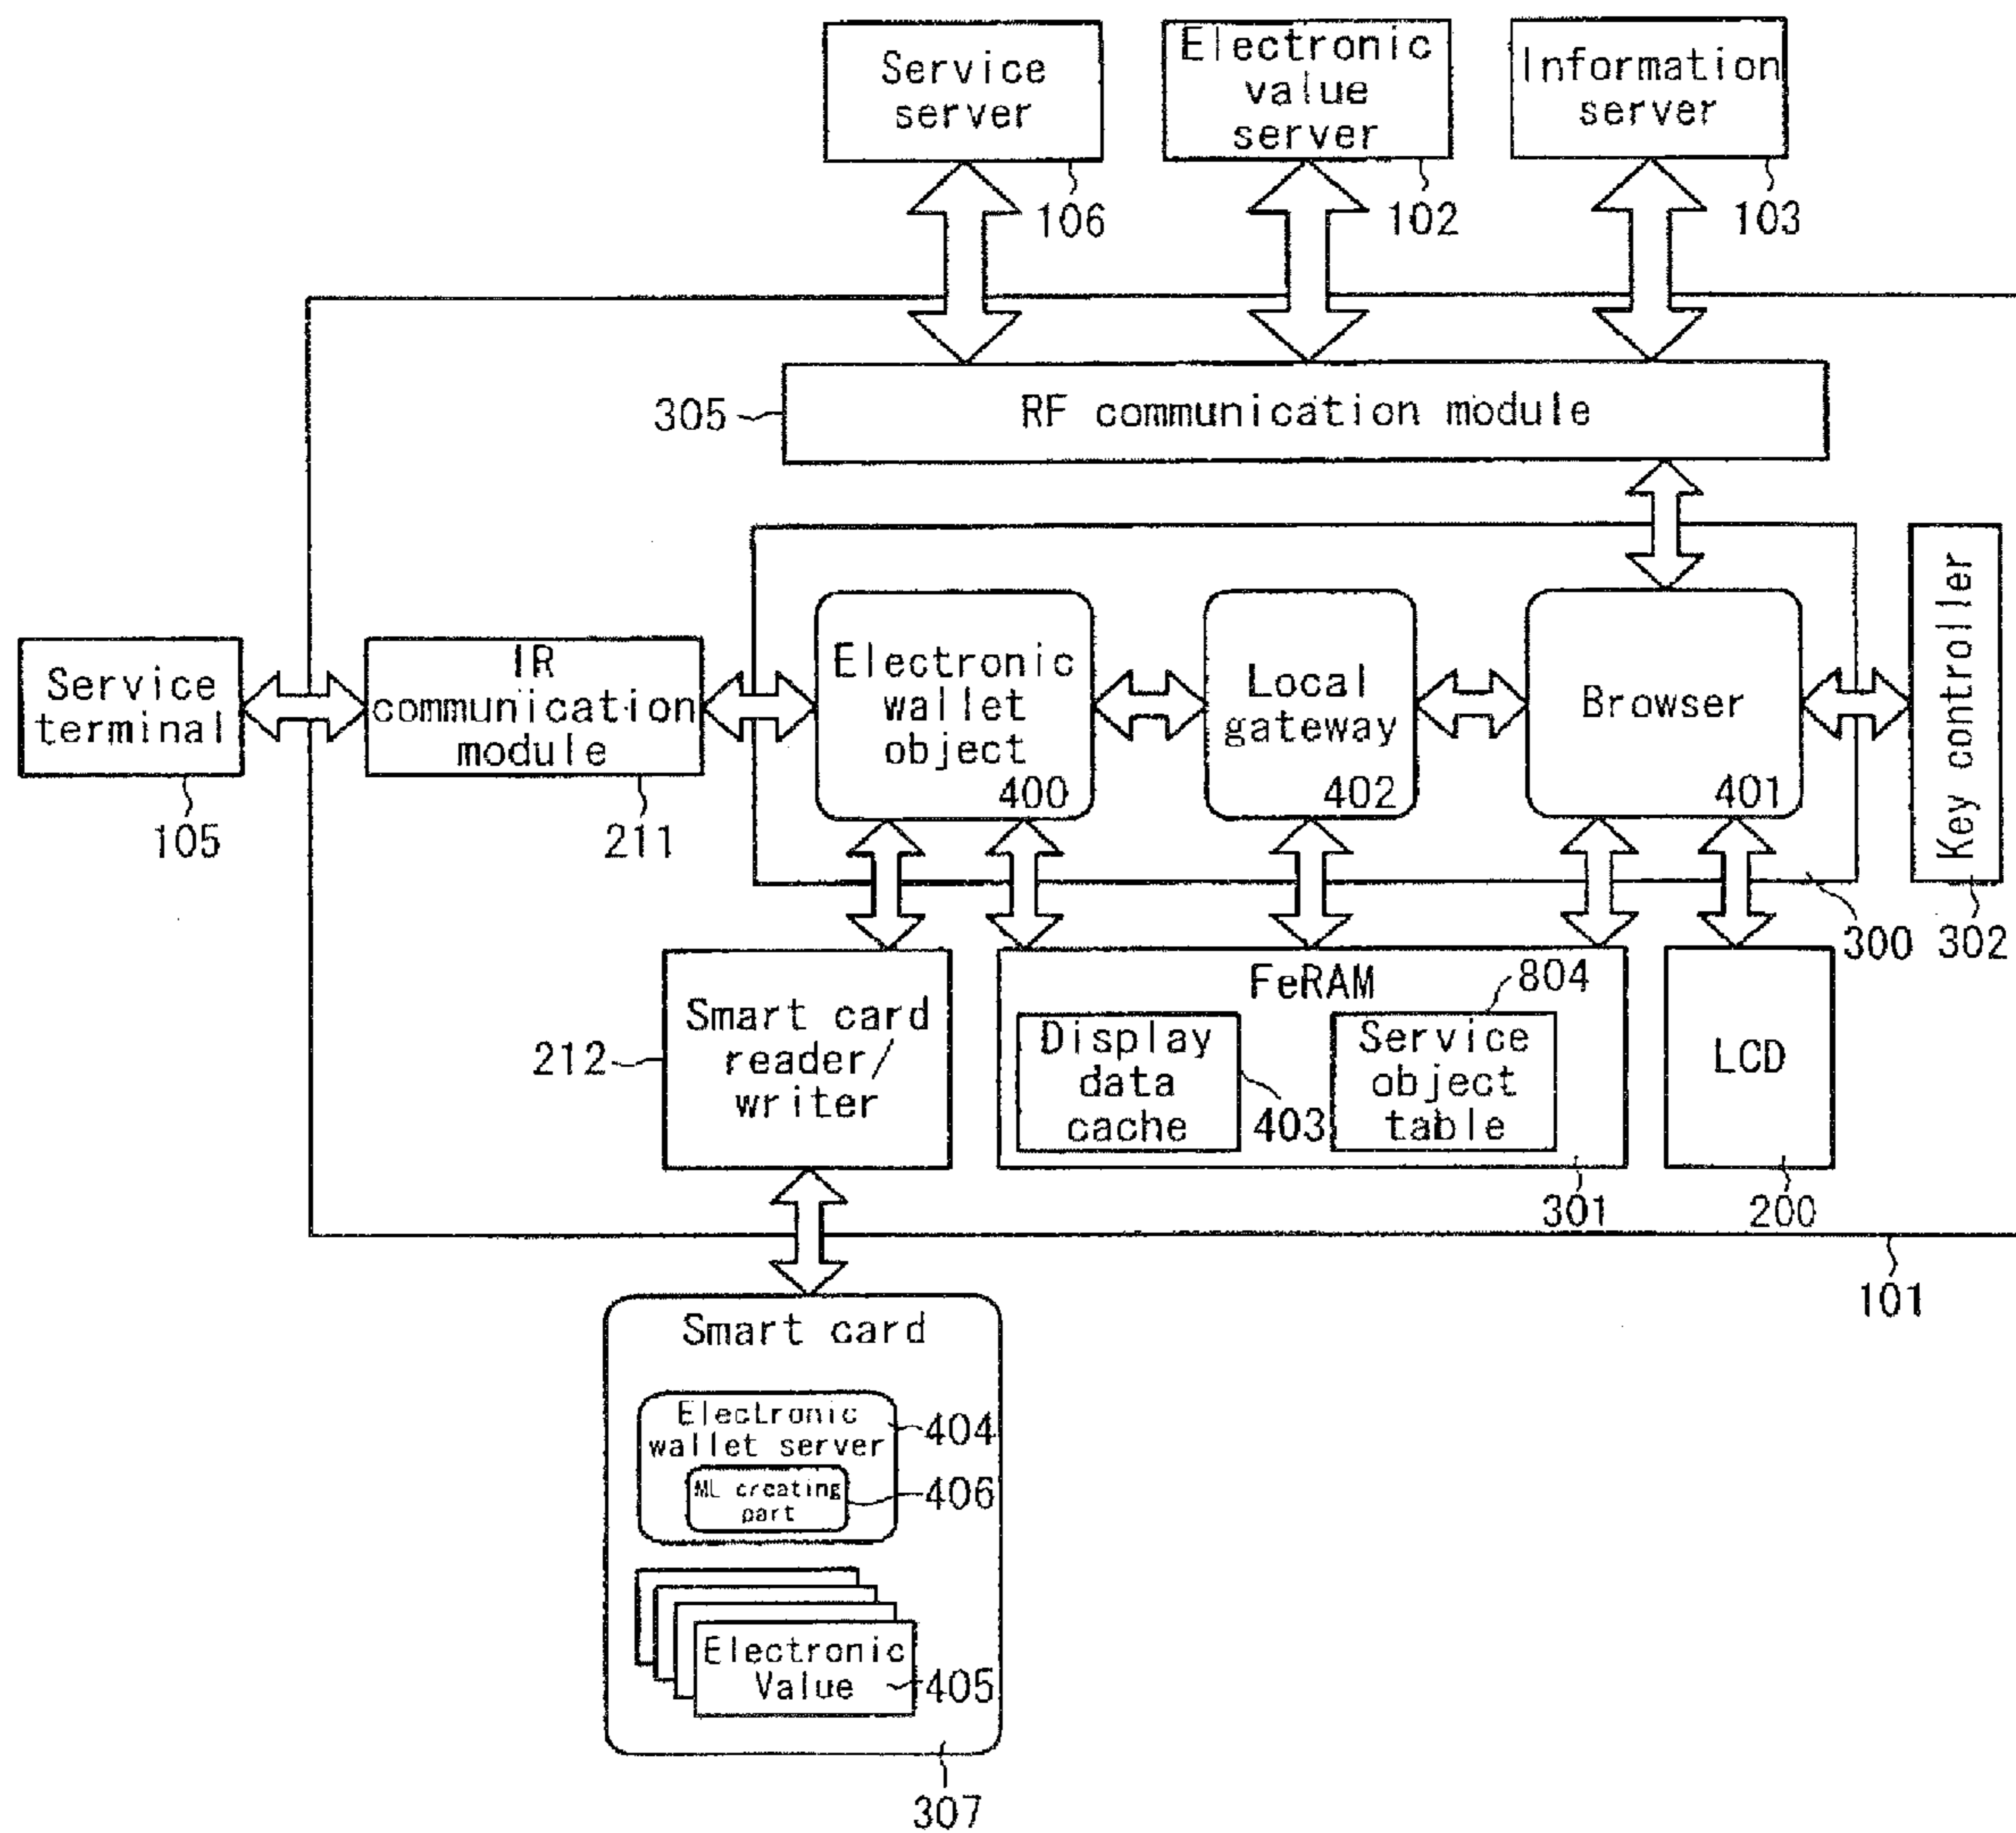 Service
server
106
Electronic
value
server
102
Information
server
103
305
RF communication module
Service
terminal
105
IR
communication
module
211
Electronic
wallet
object
400
Local
gateway
402
Browser
401
Key controller
302
300
212
Smart card
reader/
writer
FeRAM
804
Display
data
cache
403
Service
object
table
301
LCD
200
101
Smart card
Electronic
wallet server
404
ML creating
part
406
Electronic
Value
405
307